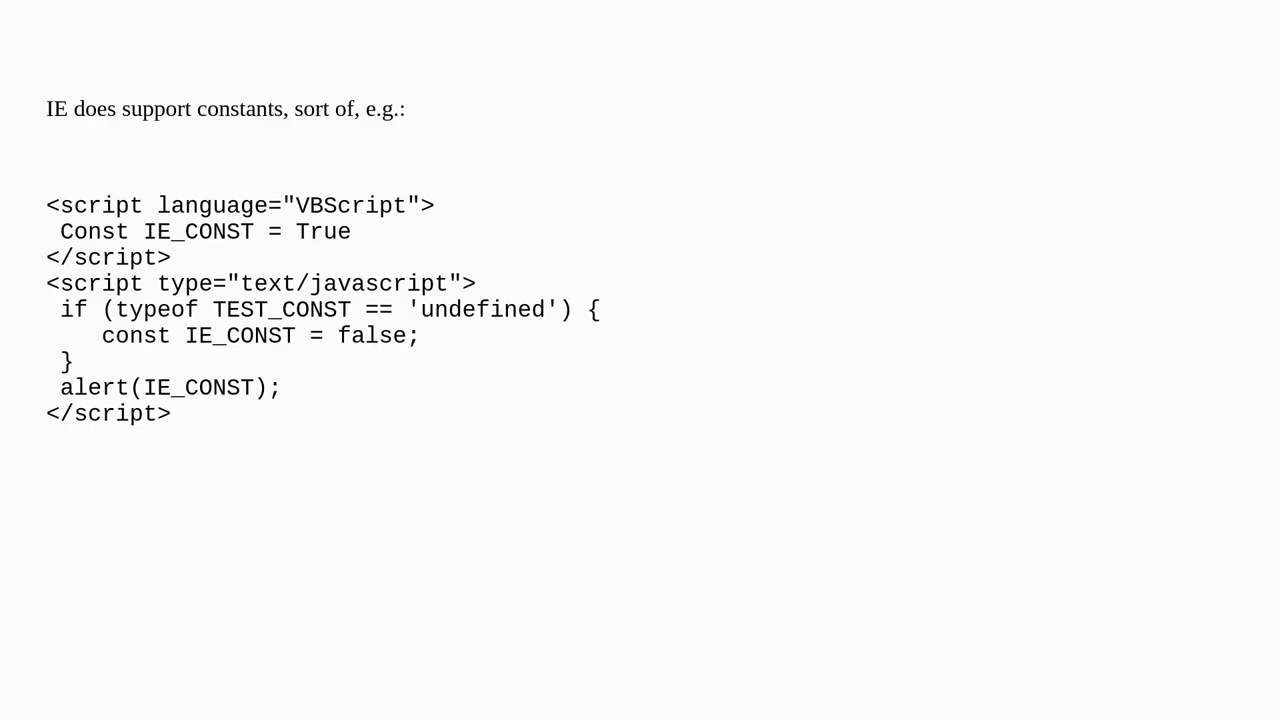 IE does support constants, sort of, e.g.:
<script language="VBScript">
 Const IE_CONST = True
</script>
<script type="text/javascript">
 if (typeof TEST_CONST == 'undefined') {
    const IE_CONST = false;
 }
 alert(IE_CONST);
</script>